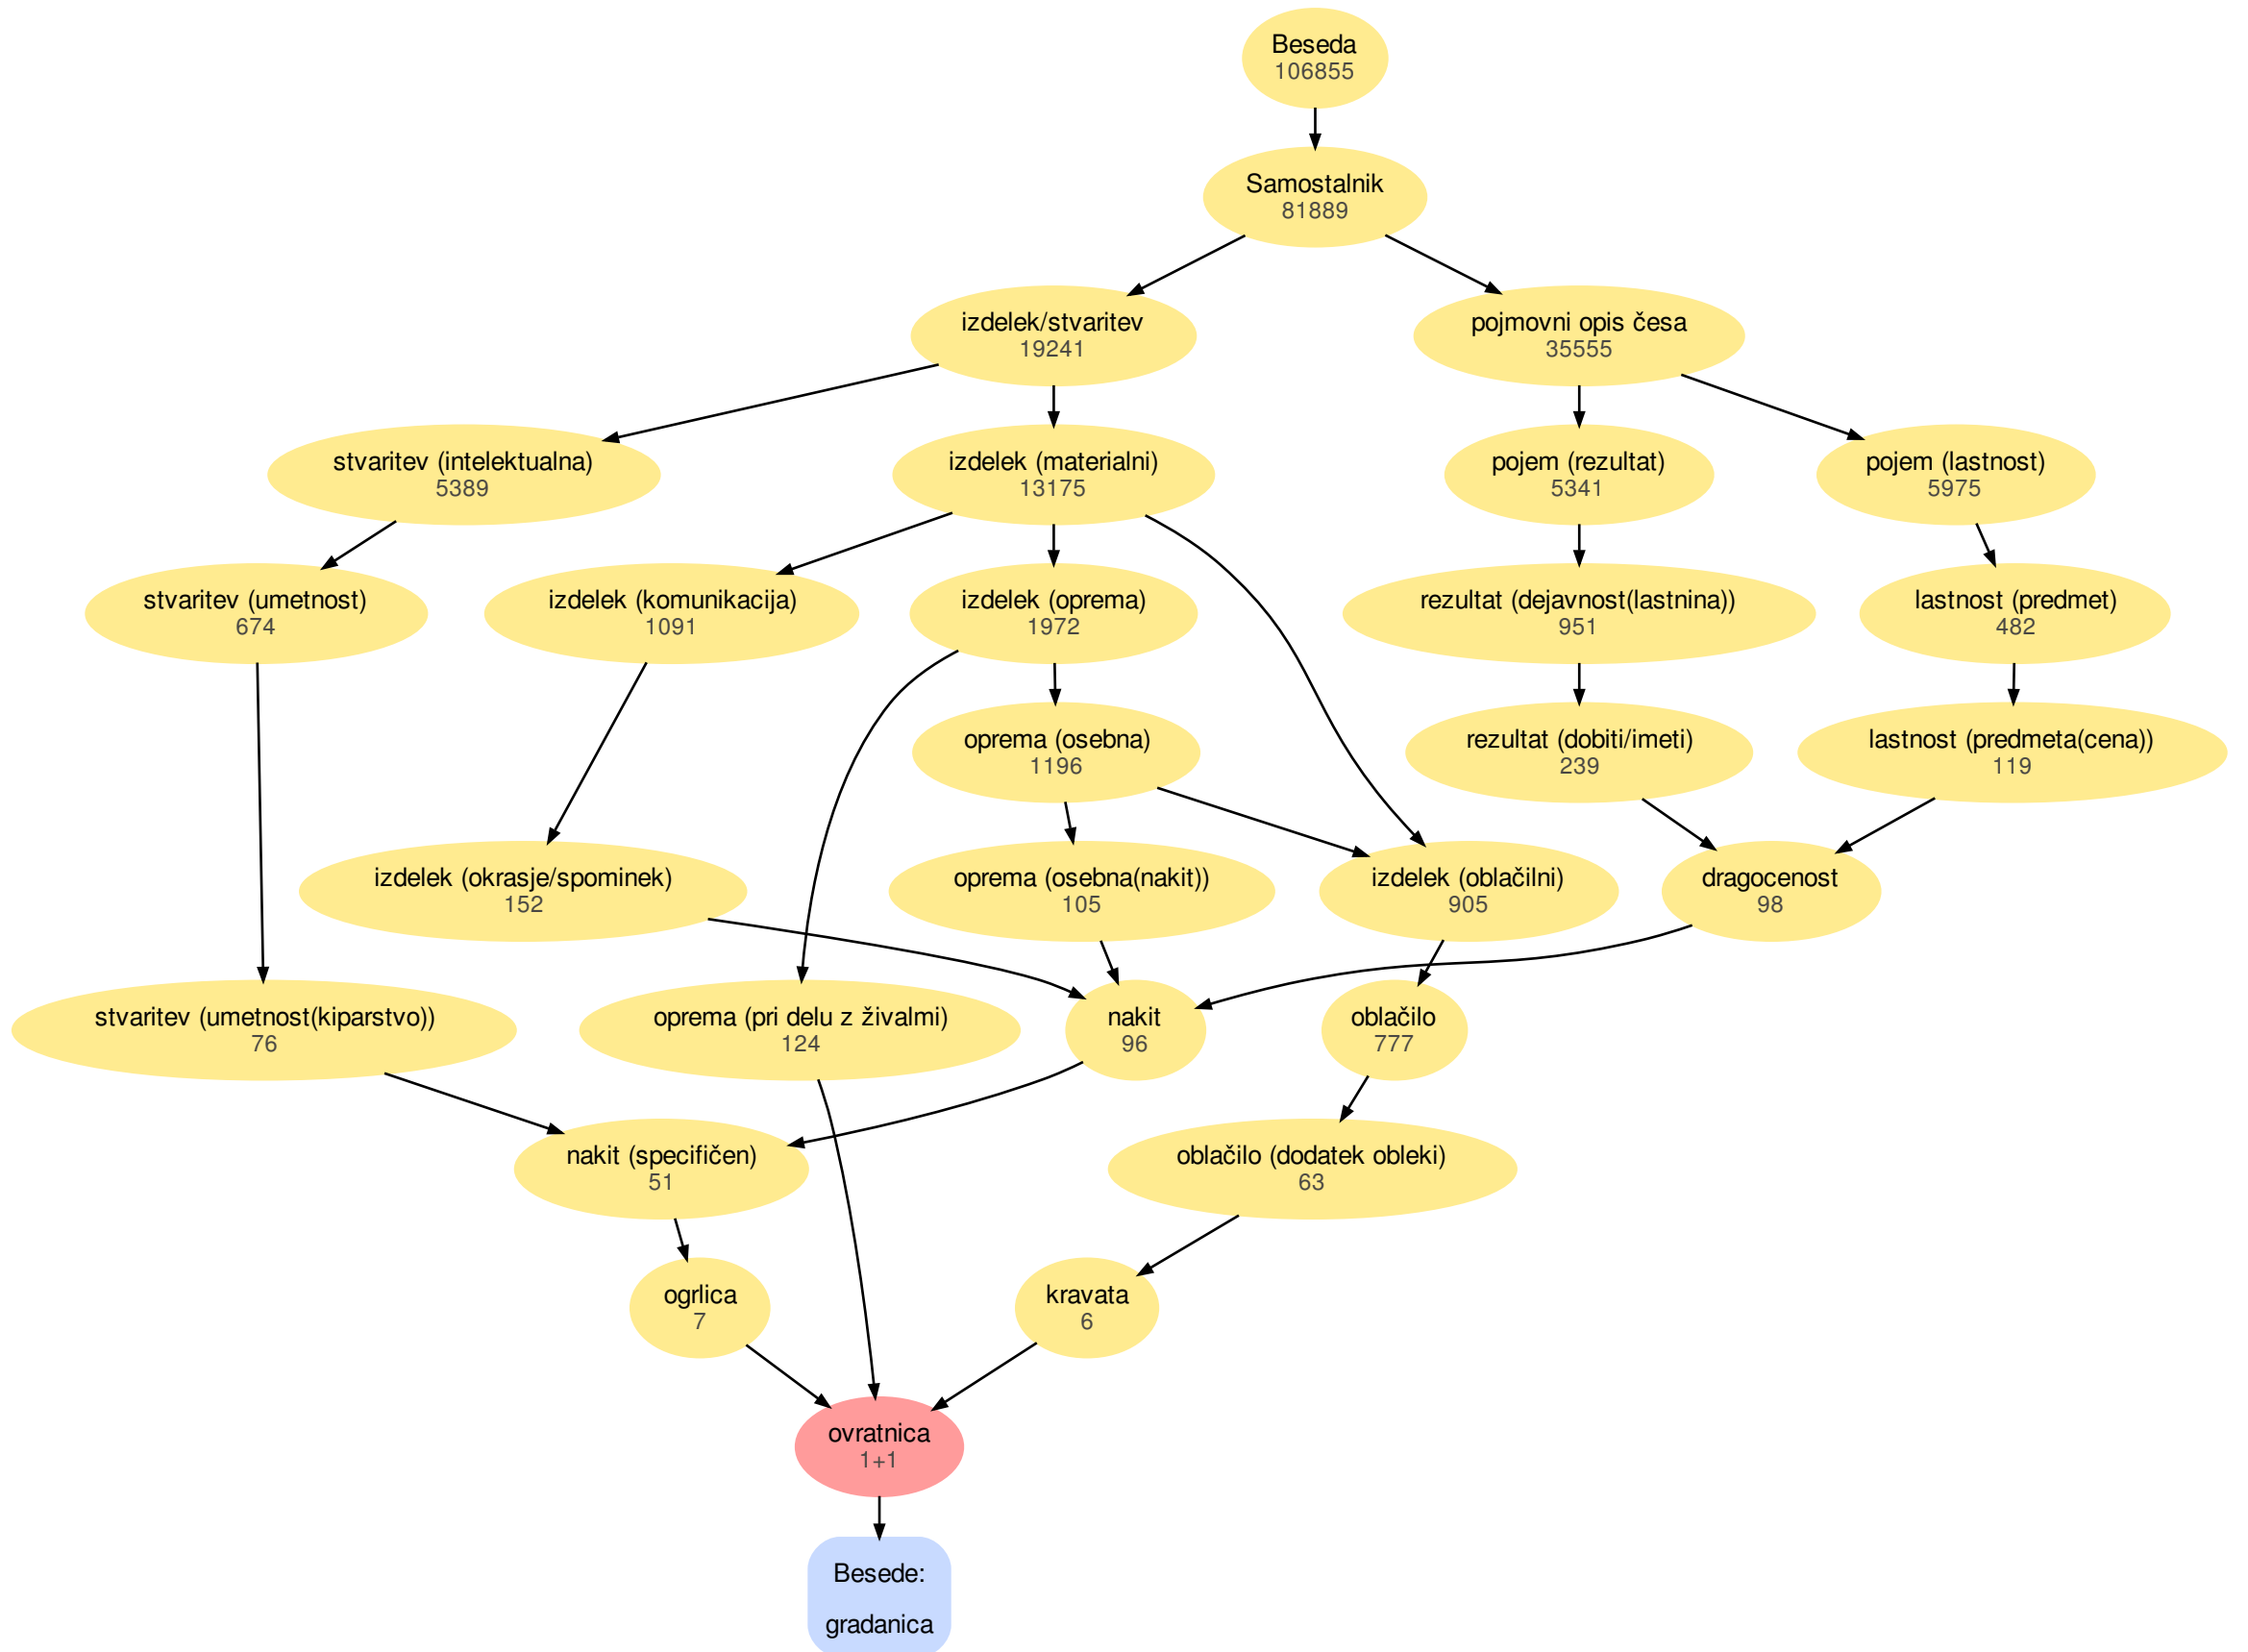 Beseda
106855
Samostalnik
81889
izdelek/stvaritev
19241
pojmovni opis česa
35555
stvaritev (intelektualna)
5389
izdelek (materialni)
13175
pojem (rezultat)
5341
pojem (lastnost)
5975
stvaritev (umetnost)
674
izdelek (komunikacija)
1091
izdelek (oprema)
1972
rezultat (dejavnost(lastnina))
951
lastnost (predmet)
482
oprema (osebna)
1196
rezultat (dobiti/imeti)
239
lastnost (predmeta(cena))
119
izdelek (okrasje/spominek)
152
oprema (osebna(nakit))
105
izdelek (oblačilni)
905
dragocenost
98
stvaritev (umetnost(kiparstvo))
76
oprema (pri delu z živalmi)
124
nakit
96
oblačilo
777
nakit (specifičen)
51
oblačilo (dodatek obleki)
63
ogrlica
7
kravata
6
ovratnica
1+1
Besede:
gradanica